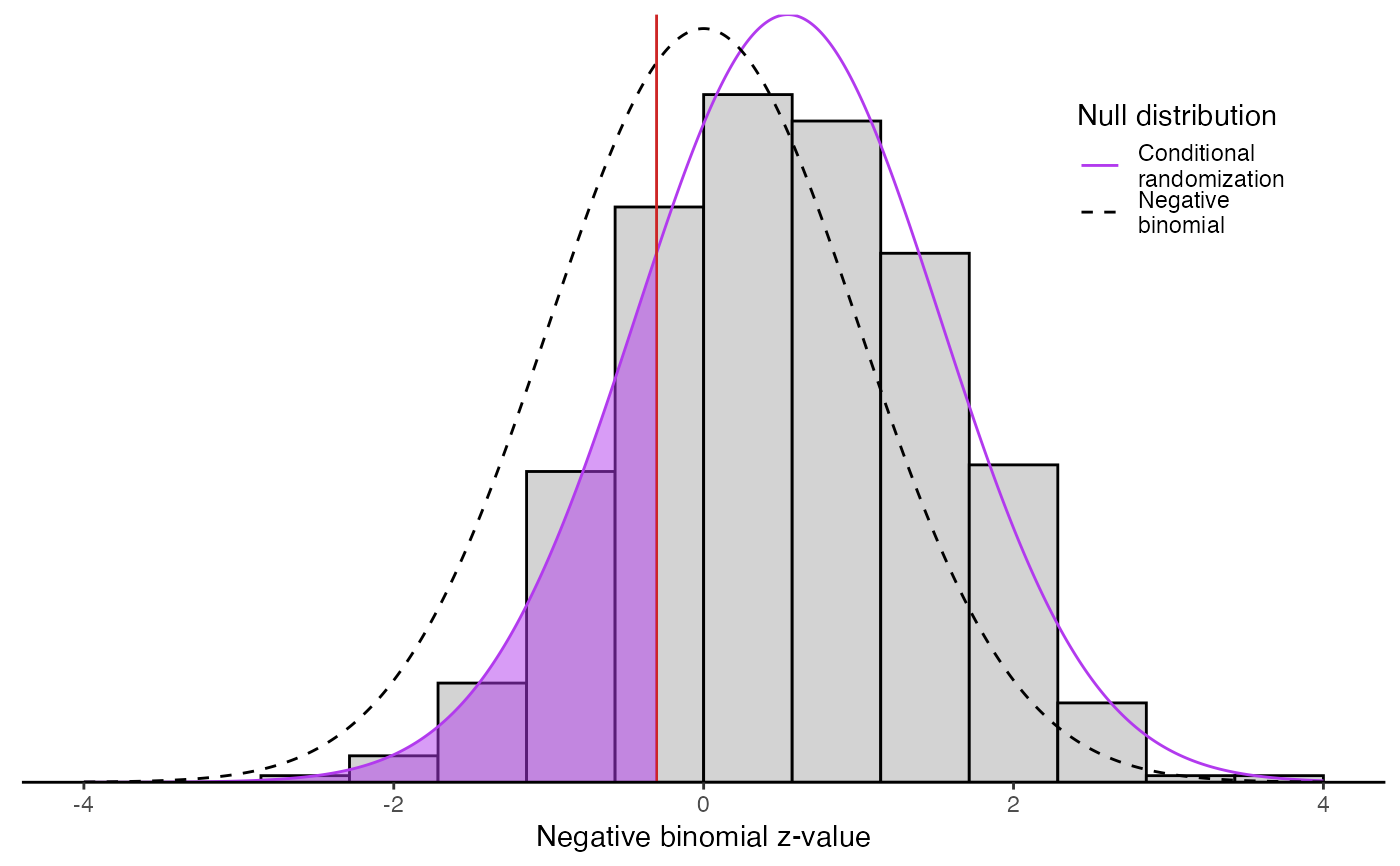 Null distribution
Conditional
randomization
Negative
binomial
-4 -2 0 2 4
Negative binomial z-value